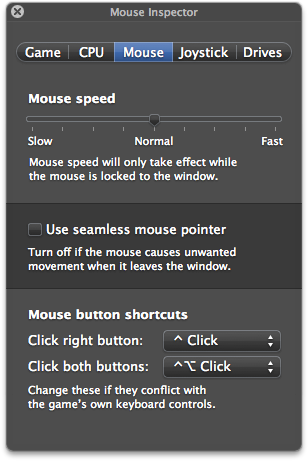 Mouse Inspector
Game CPU Mouse Joystick Drives
Mouse speed
Slow Normal Fast
Mouse speed will only take effect while
the mouse is locked to the window.
Use seamless mouse pointer
Turn off if the mouse causes unwanted
movement when it leaves the window.
Mouse button shortcuts
Click right button: ^ Click
Click both buttons: ^⌥ Click
Change these if they conflict with
the game's own keyboard controls.